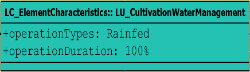 LC_ElementCharacteristics:: LU_CultivationWaterManagement
+operationTypes: Rainfed
+operationDuration: 100%